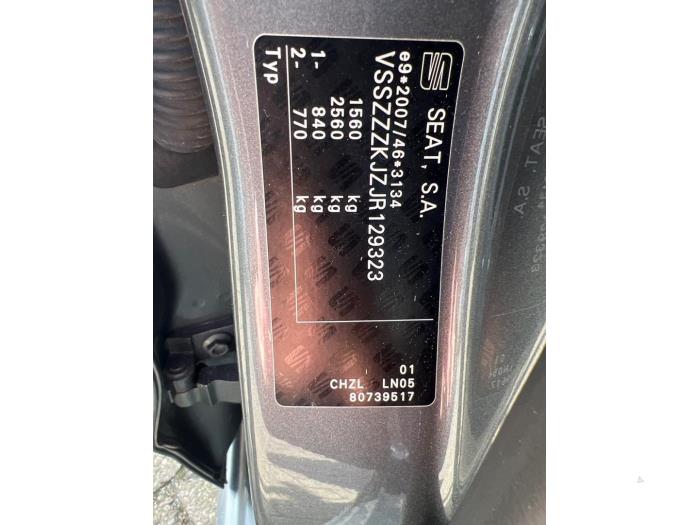 SEAT, S.A.
e9*2007/46*3134
VSSZZZKJZJR129323
1560 kg
2560 kg
1- 840 kg
2- 770 kg
Typ
01
CHZL LN05
80739517